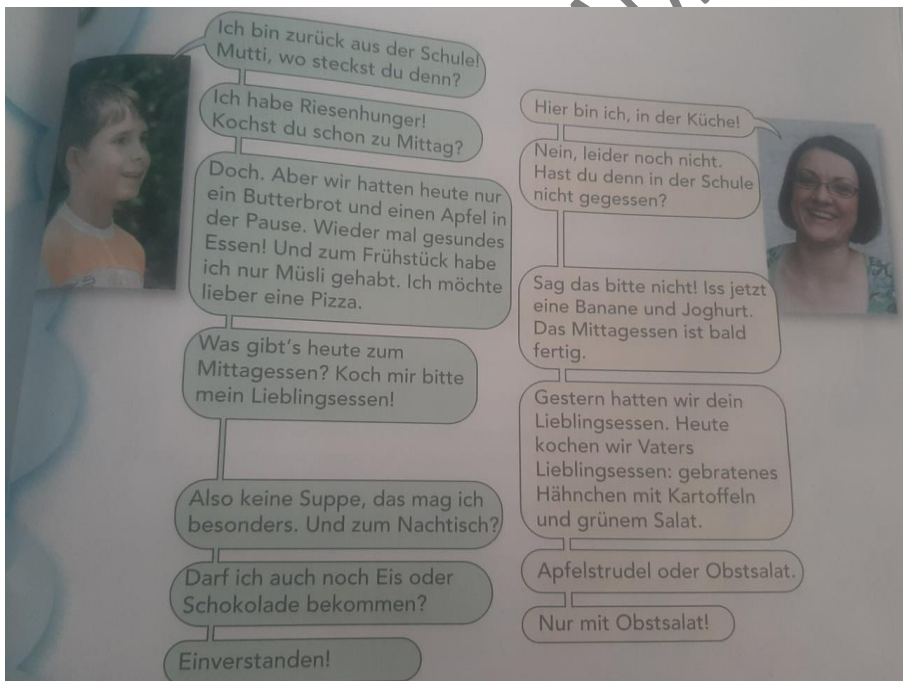 Ich bin zurück aus der Schule!
Mutti, wo steckst du denn?
Hier bin ich, in der Küche!
Ich habe Riesenhunger!
Kochst du schon zu Mittag?
Nein, leider noch nicht.
Hast du denn in der Schule
nicht gegessen?
Doch. Aber wir hatten heute nur
ein Butterbrot und einen Apfel in
der Pause. Wieder mal gesundes
Essen! Und zum Frühstück habe
ich nur Müsli gehabt. Ich möchte
lieber eine Pizza.
Sag das bitte nicht! Iss jetzt
eine Banane und Joghurt.
Das Mittagessen ist bald
fertig.
Was gibt's heute zum
Mittagessen? Koch mir bitte
mein Lieblingsessen!
Gestern hatten wir dein
Lieblingsessen. Heute
kochen wir Vaters
Lieblingsessen: gebratenes
Hähnchen mit Kartoffeln
und grünem Salat.
Also keine Suppe, das mag ich
besonders. Und zum Nachtisch?
Apfelstrudel oder Obstsalat.
Darf ich auch noch Eis oder
Schokolade bekommen?
Nur mit Obstsalat!
Einverstanden!